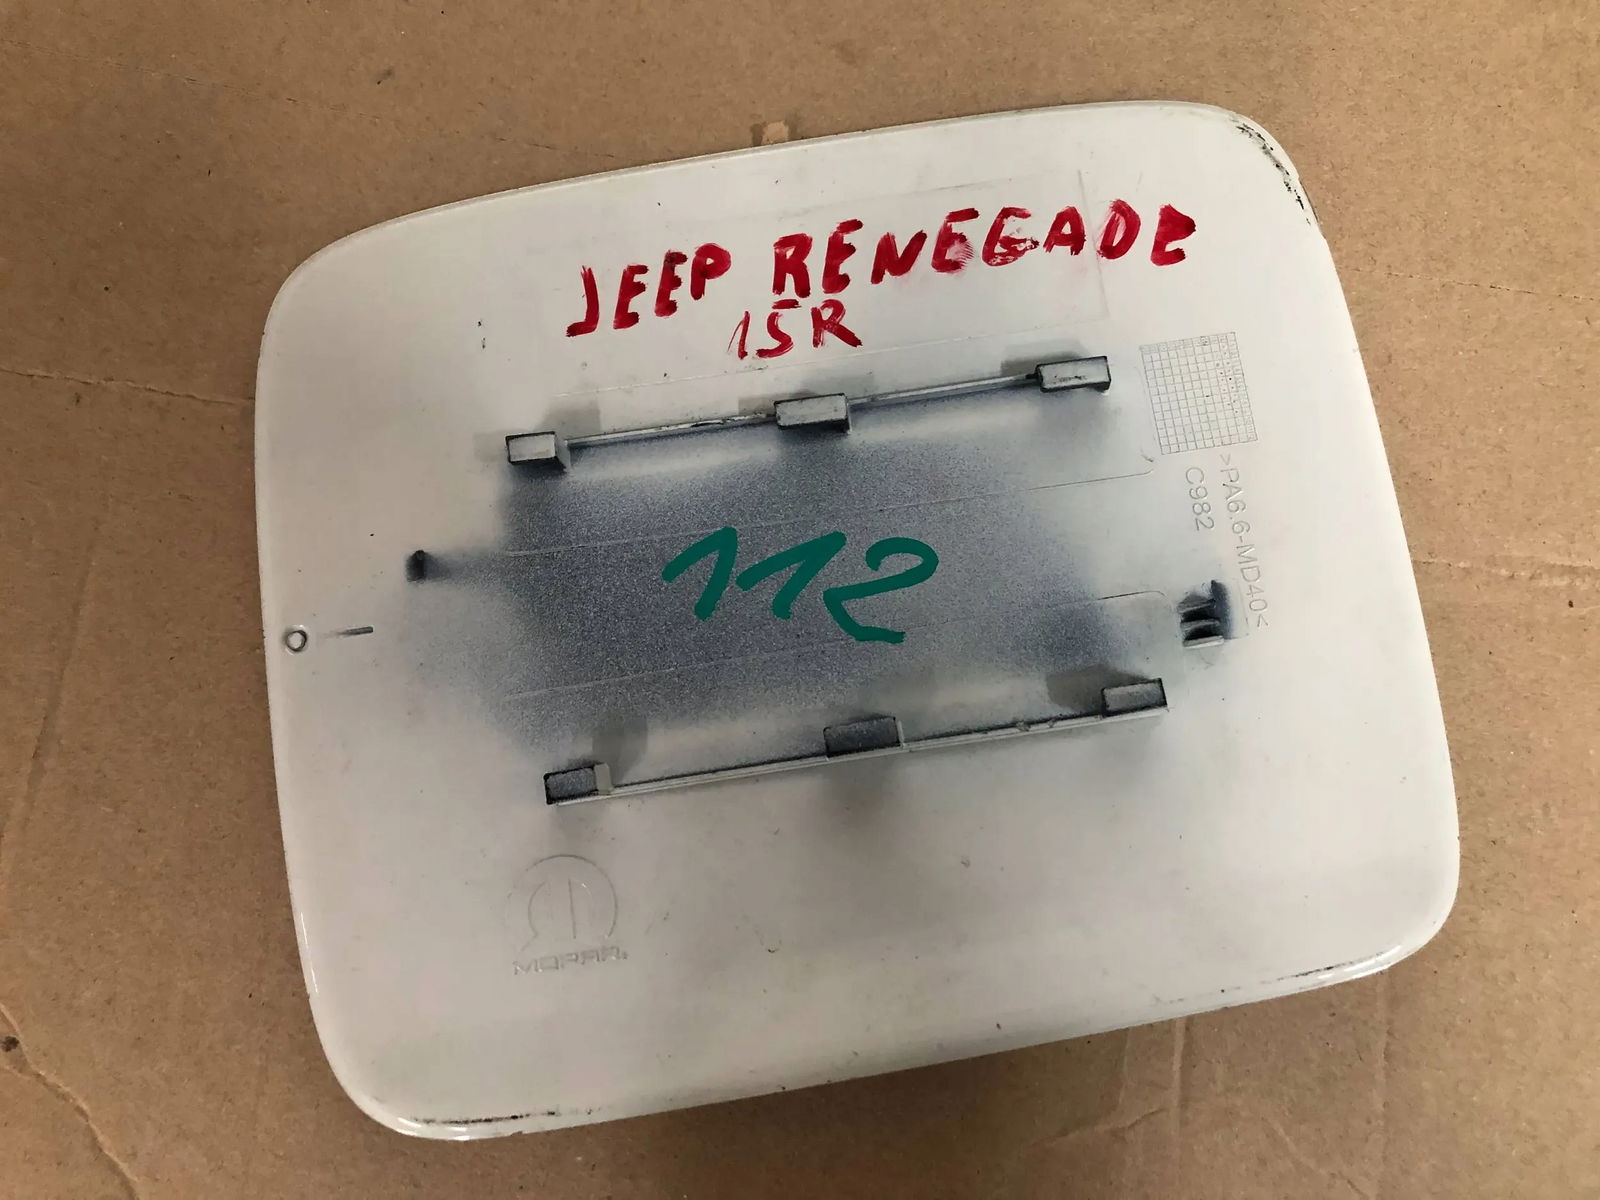 JEEP RENEGADE
15R
>PA6.6-MD40<
C982
112
MOPAR®